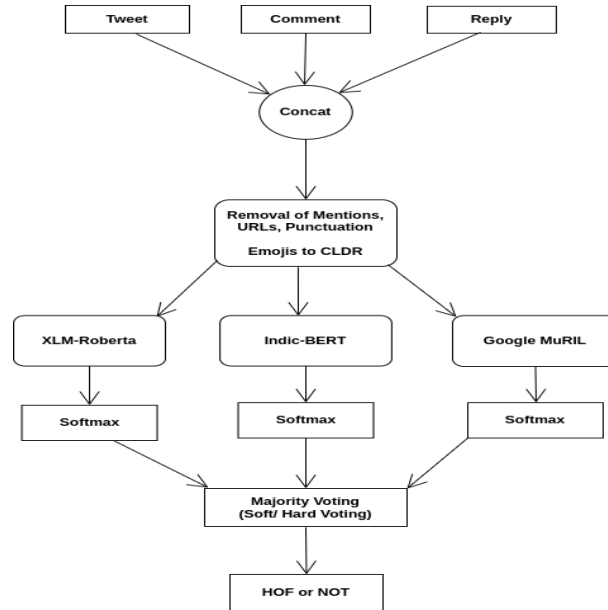 Tweet
Comment
Reply
Concat
Removal of Mentions,
URLs, Punctuation
Emojis to CLDR
XLM-Roberta
Indic-BERT
Google MuRIL
Softmax
Softmax
Softmax
Majority Voting
(Soft/ Hard Voting)
HOF or NOT